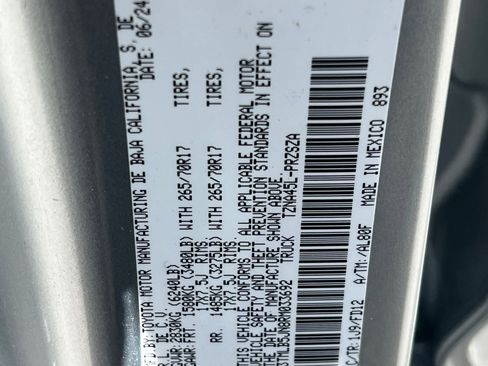 MFD.BY:TOYOTA MOTOR MANUFACTURING DE BAJA CALIFORNIA, S. DE
R.L. DE C.V. DATE: 06/24
GVWR: 2830KG (6240LB)
GAWR: FRT. 1580KG (3480LB) WITH 265/70R17 TIRES,
17X7.5J RIMS,
RR. 1485KG (3275LB) WITH 265/70R17 TIRES,
17X7.5J RIMS.
THIS VEHICLE CONFORMS TO ALL APPLICABLE FEDERAL MOTOR
VEHICLE SAFETY AND THEFT PREVENTION STANDARDS IN EFFECT ON
THE DATE OF MANUFACTURE SHOWN ABOVE.
3TMLB5JN8RM033692 TRUCK TZNA45L-PRZSZA
C/TR: 1J9/FD12 A/TM: /AL80F MADE IN MEXICO 893